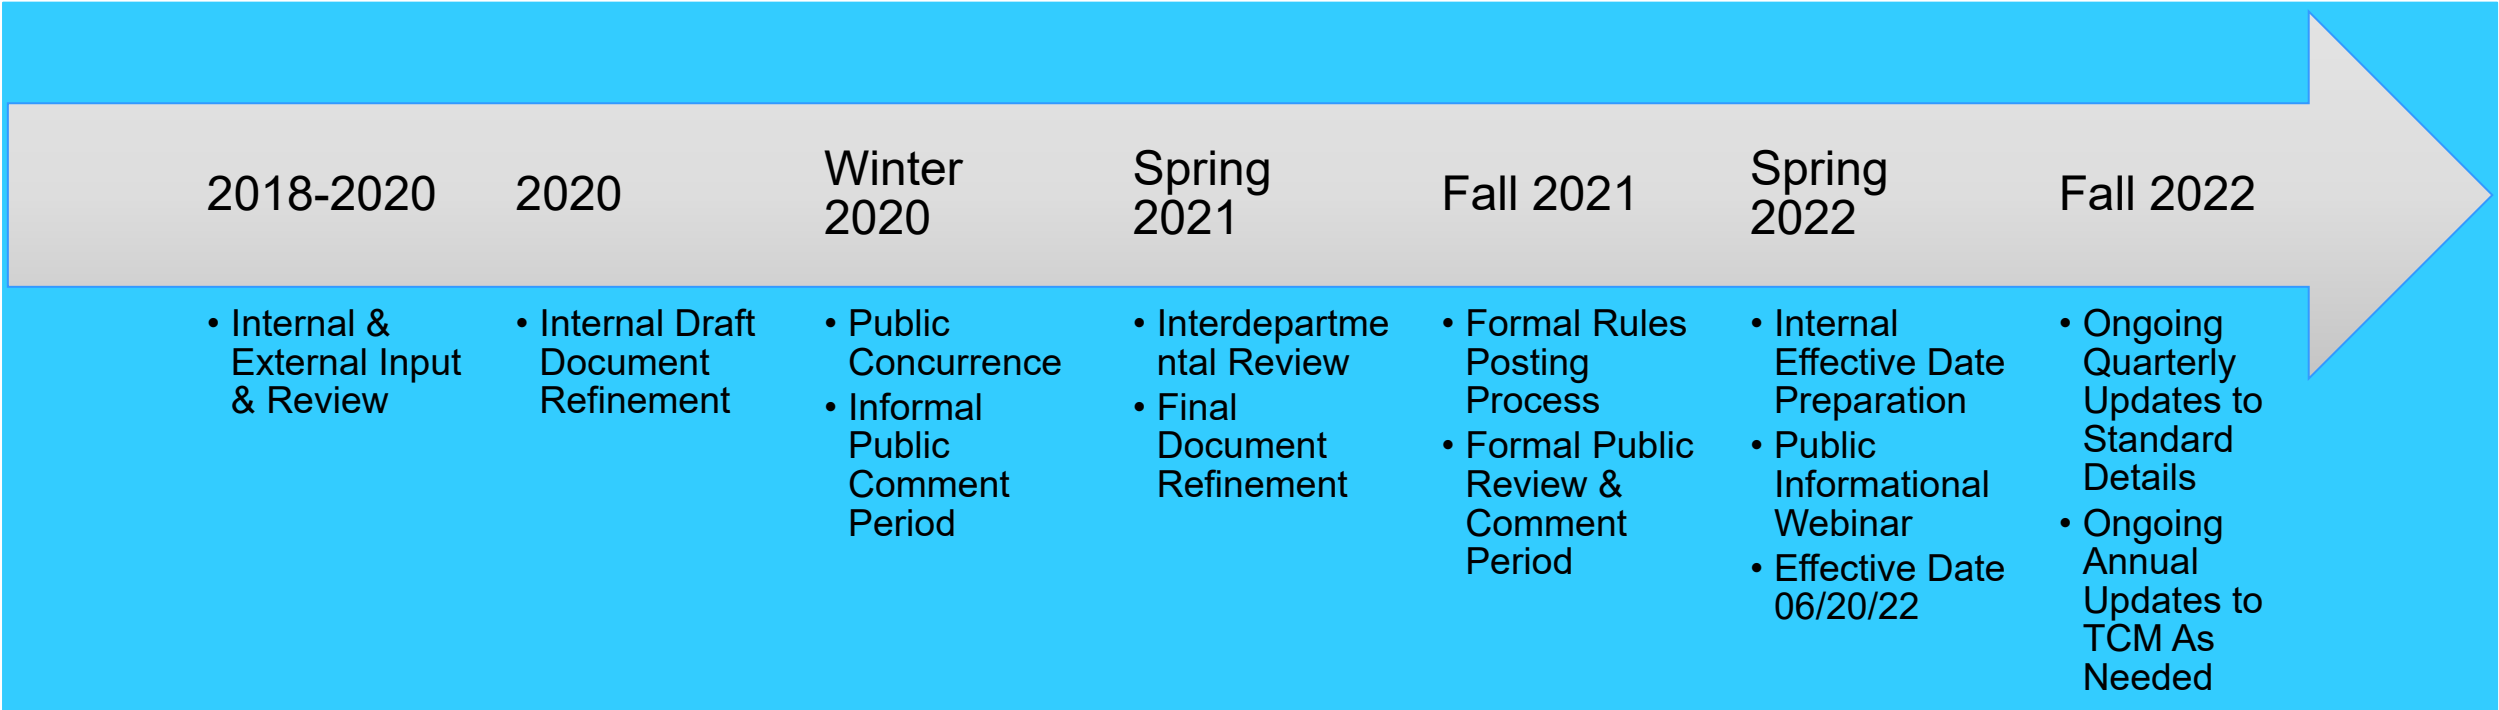 2018-2020
• Internal &
External Input
& Review
2020
• Internal Draft
Document
Refinement
Winter
2020
• Public
Concurrence
• Informal
Public
Comment
Period
Spring
2021
• Interdepartme
ntal Review
• Final
Document
Refinement
Fall 2021
• Formal Rules
Posting
Process
• Formal Public
Review &
Comment
Period
Spring
2022
• Internal
Effective Date
Preparation
• Public
Informational
Webinar
• Effective Date
06/20/22
Fall 2022
• Ongoing
Quarterly
Updates to
Standard
Details
• Ongoing
Annual
Updates to
TCM As
Needed